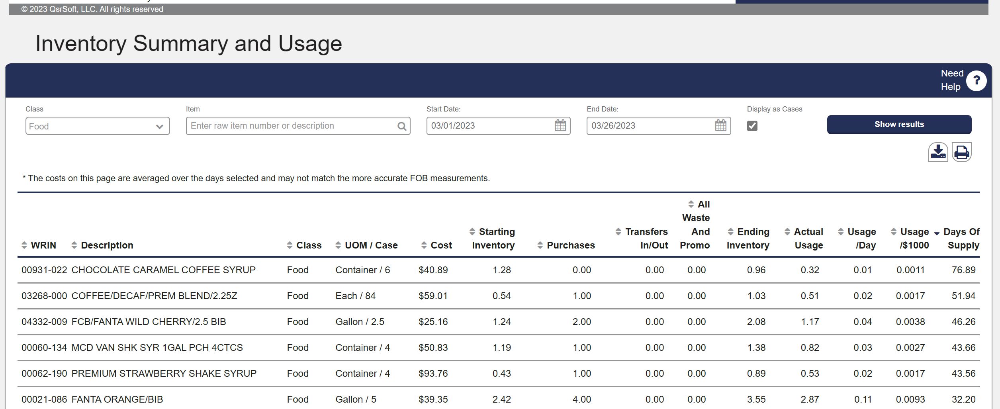 © 2023 QsrSoft, LLC. All rights reserved
Inventory Summary and Usage
Need
Help
?
Class
Item
Start Date:
End Date:
Display as Cases
Food
Enter raw item number or description
03/01/2023
03/26/2023
Show results
* The costs on this page are averaged over the days selected and may not match the more accurate FOB measurements.
WRIN Description Class UOM / Case Cost Starting Inventory Purchases Transfers In/Out All Waste And Promo Ending Inventory Actual Usage Usage /Day Usage /$1000 Days Of Supply
00931-022 CHOCOLATE CARAMEL COFFEE SYRUP Food Container / 6 $40.89 1.28 0.00 0.00 0.00 0.96 0.32 0.01 0.0011 76.89
03268-000 COFFEE/DECAF/PREM BLEND/2.25Z Food Each / 84 $59.01 0.54 1.00 0.00 0.00 1.03 0.51 0.02 0.0017 51.94
04332-009 FCB/FANTA WILD CHERRY/2.5 BIB Food Gallon / 2.5 $25.16 1.24 2.00 0.00 0.00 2.08 1.17 0.04 0.0038 46.26
00060-134 MCD VAN SHK SYR 1GAL PCH 4CTCS Food Container / 4 $50.83 1.19 1.00 0.00 0.00 1.38 0.82 0.03 0.0027 43.66
00062-190 PREMIUM STRAWBERRY SHAKE SYRUP Food Container / 4 $93.76 0.43 1.00 0.00 0.00 0.89 0.53 0.02 0.0017 43.56
00021-086 FANTA ORANGE/BIB Food Gallon / 5 $39.35 2.42 4.00 0.00 0.00 3.55 2.87 0.11 0.0093 32.20